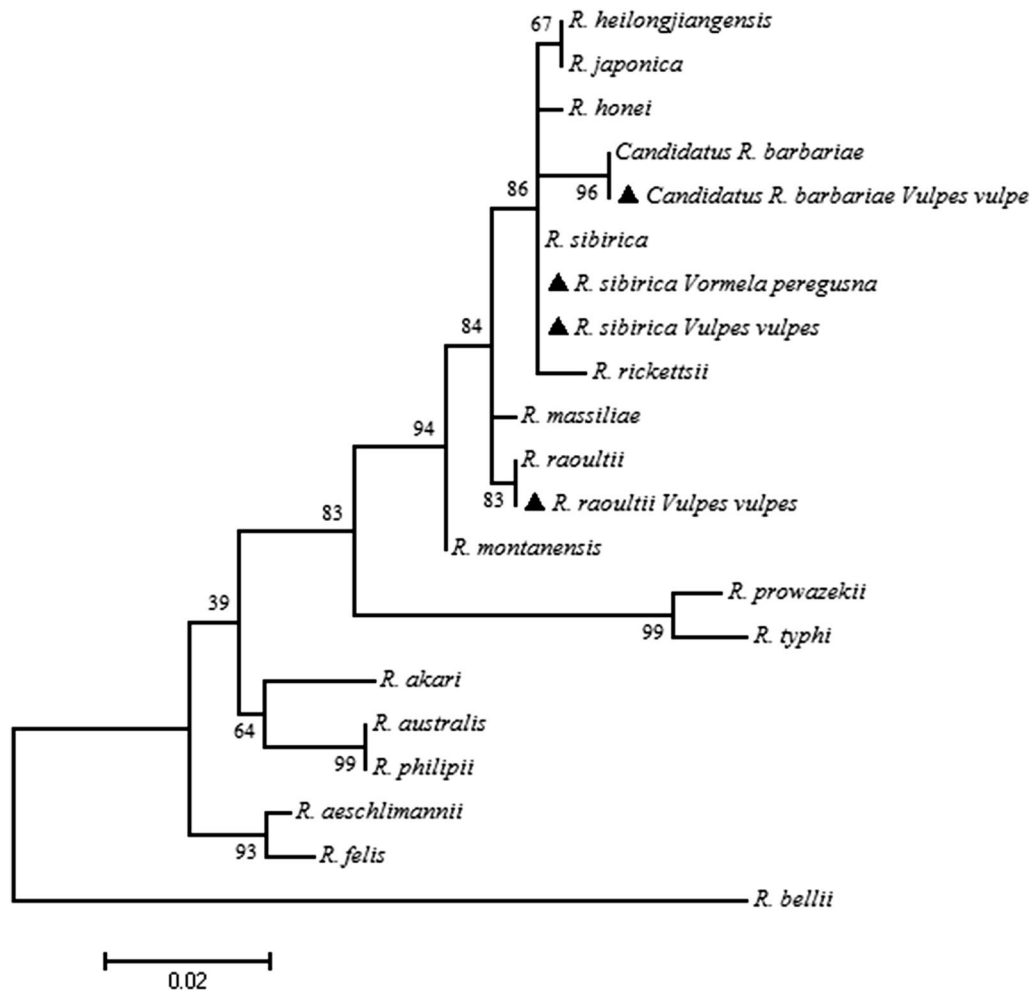 67
R. heilongjiangensis
R. japonica
R. honei
Candidatus R. barbariae
86
96
▲ Candidatus R. barbariae Vulpes vulpe
R. sibirica
▲ R. sibirica Vormela peregusna
▲ R. sibirica Vulpes vulpes
84
R. rickettsii
R. massiliae
94
R. raoultii
83
▲ R. raoultii Vulpes vulpes
83
R. montanensis
R. prowazekii
39
99
R. typhi
R. akari
64
R. australis
99
R. philipii
R. aeschlimannii
93
R. felis
R. bellii
0.02